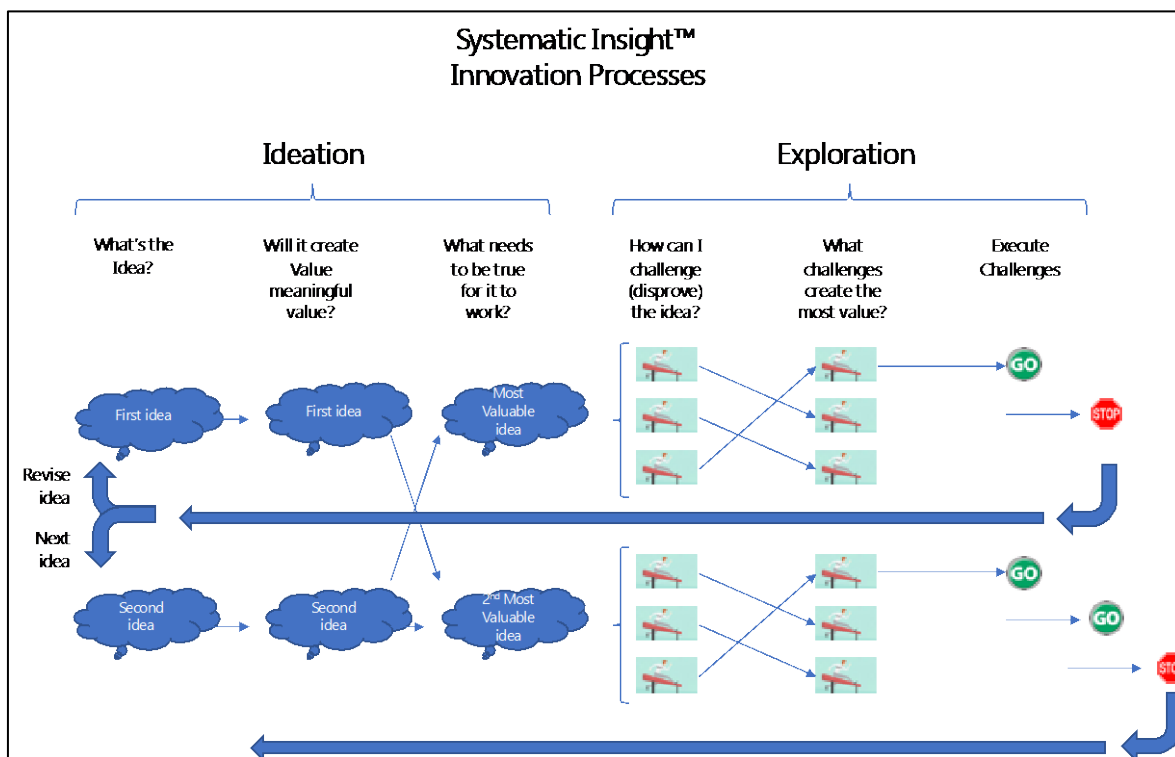 Systematic Insight™
Innovation Processes
Ideation
Exploration
What's the
Idea?
Will it create
Value
meaningful
value?
What needs
to be true
for it to
work?
How can I
challenge
(disprove)
the idea?
What
challenges
create the
most value?
Execute
Challenges
First idea
First idea
Most
Valuable
idea
GO
STOP
Revise
idea
Next
idea
Second
idea
Second
idea
2nd Most
Valuable
idea
GO
GO
STO